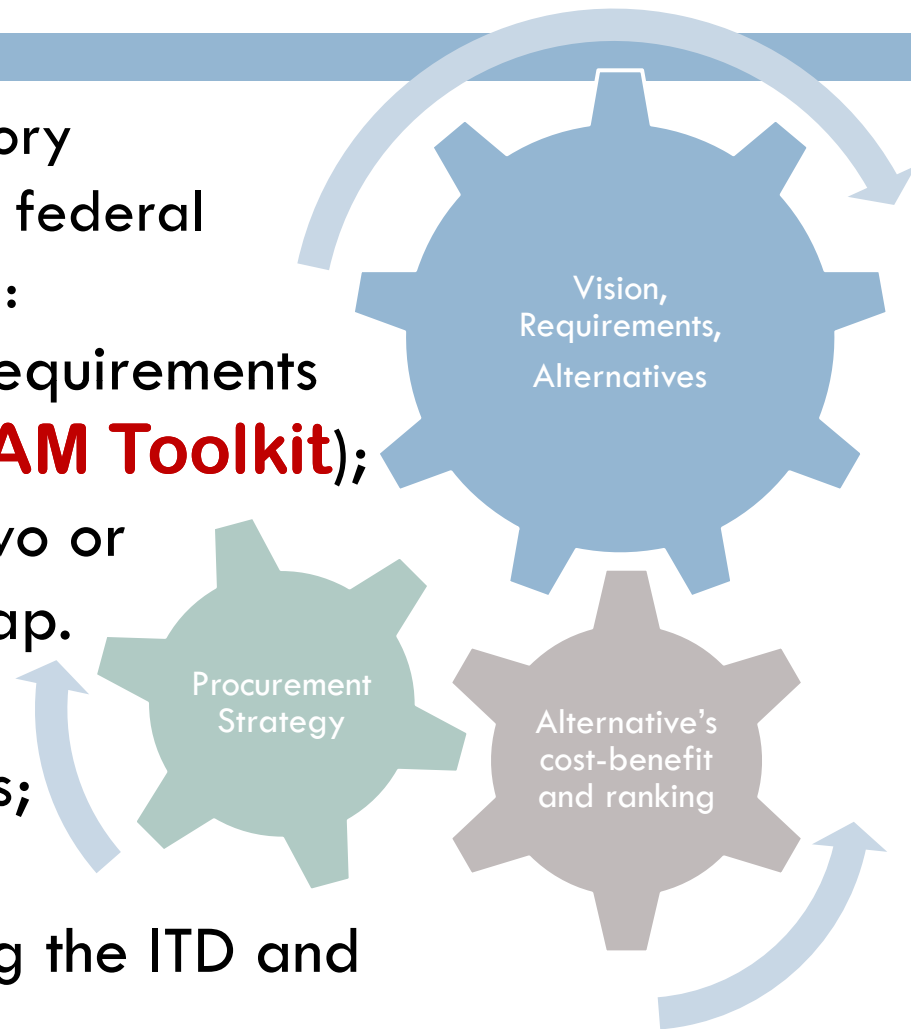 ory
federal
:
equirements
AM Toolkit);
vo or
ap.
s;
g the ITD and
Vision,
Requirements,
Alternatives
Procurement
Strategy
Alternative’s
cost-benefit
and ranking